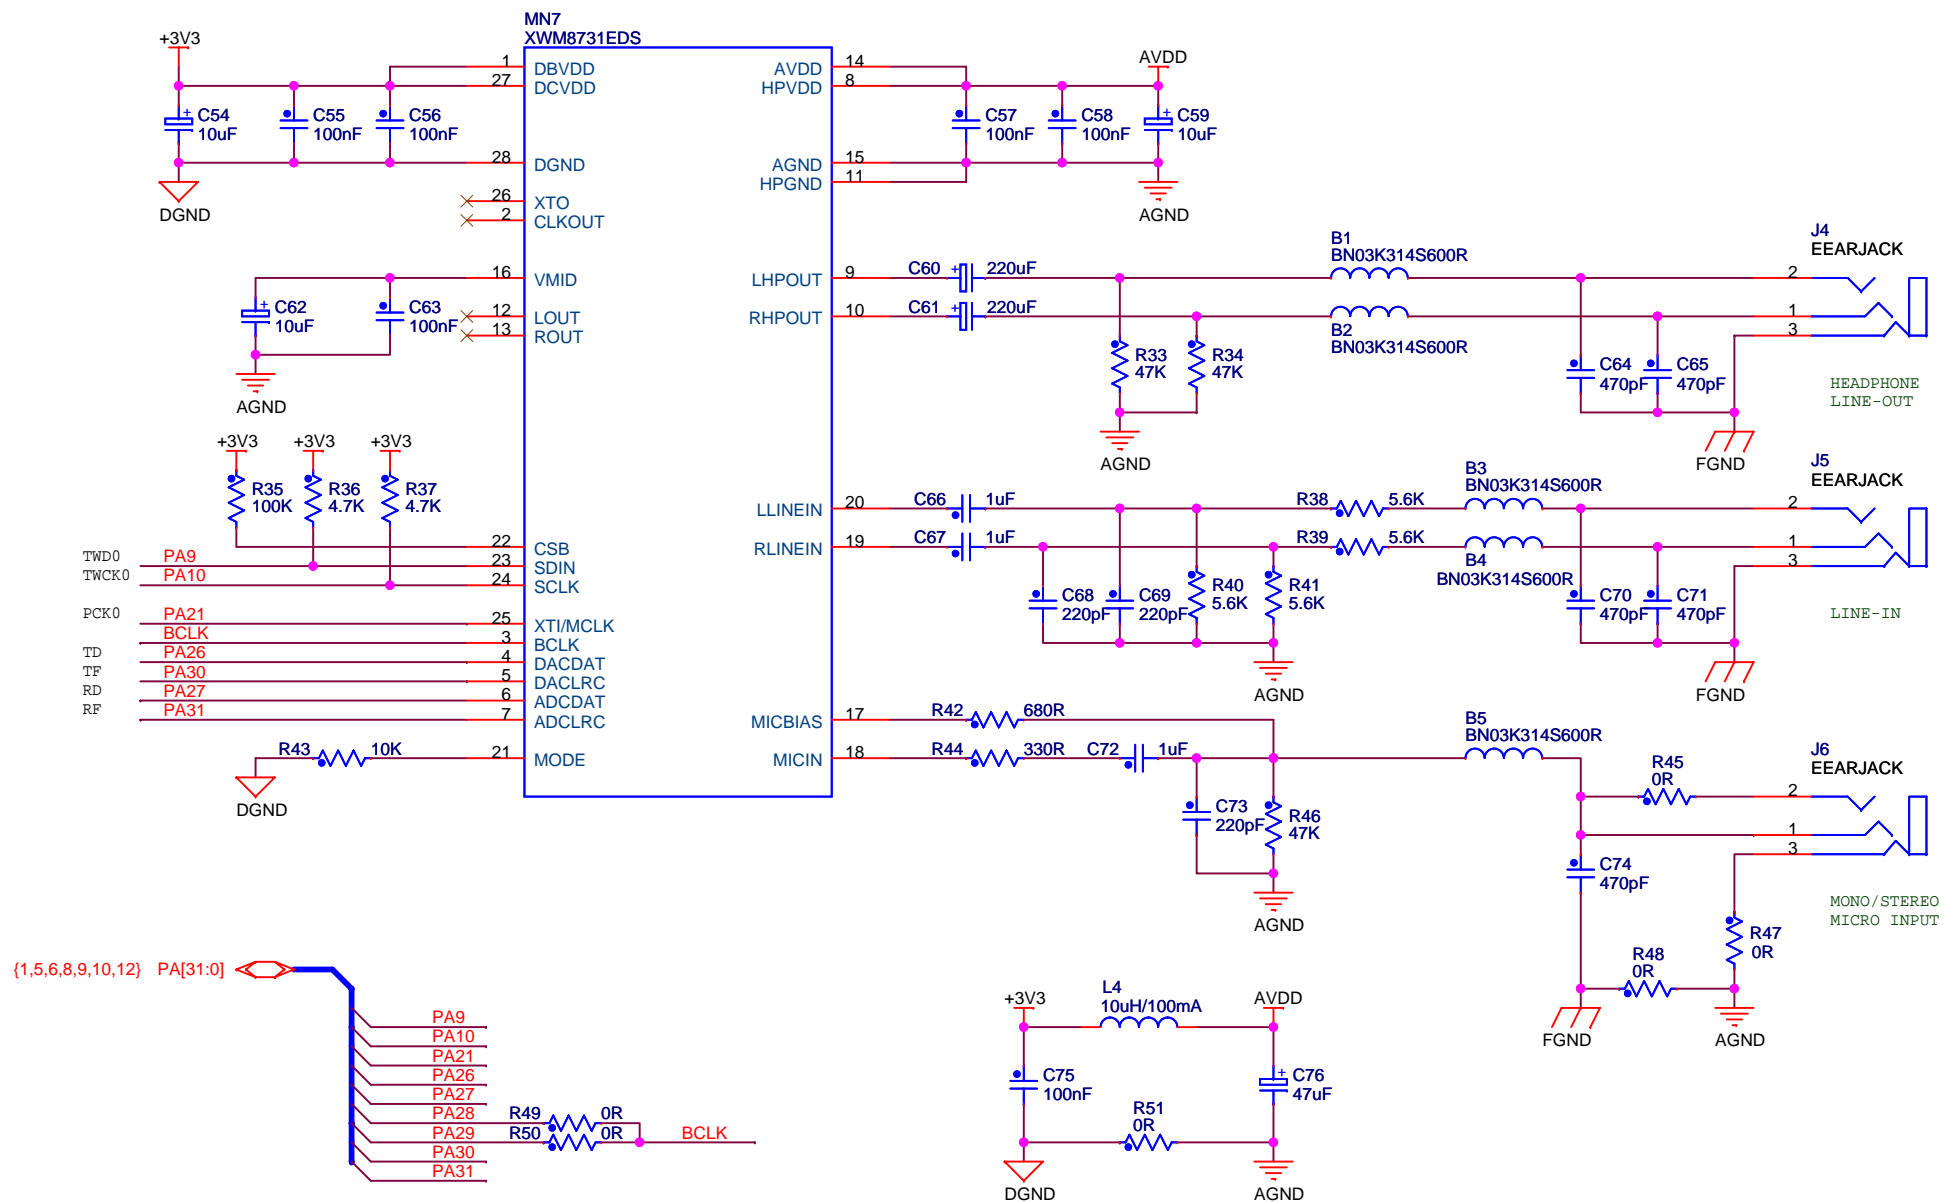 MN7
XWM8731EDS
+3V3
1 DBVDD
27 DCVDD
C54
10uF
C55
100nF
C56
100nF
28 DGND
DGND
26 XTO
2 CLKOUT
16 VMID
C62
10uF
C63
100nF
12 LOUT
13 ROUT
AGND
+3V3
+3V3
+3V3
R35
100K
R36
4.7K
R37
4.7K
22 CSB
TWD0 PA9 23 SDIN
TWCK0 PA10 24 SCLK
PCK0 PA21 25 XTI/MCLK
BCLK 3 BCLK
TD PA26 4 DACDAT
TF PA30 5 DACLRC
RD PA27 6 ADCDAT
RF PA31 7 ADCLRC
R43 10K 21 MODE
DGND
AVDD 14
HPVDD 8
AVDD
C57
100nF
C58
100nF
C59
10uF
AGND 15
HPGND 11
AGND
LHPOUT 9 C60 + 220uF
RHPOUT 10 C61 + 220uF
B1
BN03K314S600R
B2
BN03K314S600R
R33
47K
R34
47K
AGND
C64
470pF
C65
470pF
FGND
J4
EEARJACK
2
1
3
HEADPHONE
LINE-OUT
LLINEIN 20 C66 1uF
RLINEIN 19 C67 1uF
R38 5.6K
R39 5.6K
B3
BN03K314S600R
B4
BN03K314S600R
C68
220pF
C69
220pF
R40
5.6K
R41
5.6K
AGND
C70
470pF
C71
470pF
FGND
J5
EEARJACK
2
1
3
LINE-IN
MICBIAS 17 R42 680R
MICIN 18 R44 330R C72 1uF
B5
BN03K314S600R
C73
220pF
R46
47K
AGND
R45
0R
J6
EEARJACK
2
1
3
C74
470pF
R47
0R
R48
0R
FGND
AGND
MONO/STEREO
MICRO INPUT
{1,5,6,8,9,10,12} PA[31:0]
PA9
PA10
PA21
PA26
PA27
PA28 R49 0R
PA29 R50 0R BCLK
PA30
PA31
+3V3
L4
10uH/100mA
AVDD
C75
100nF
C76
47uF
R51
0R
DGND
AGND